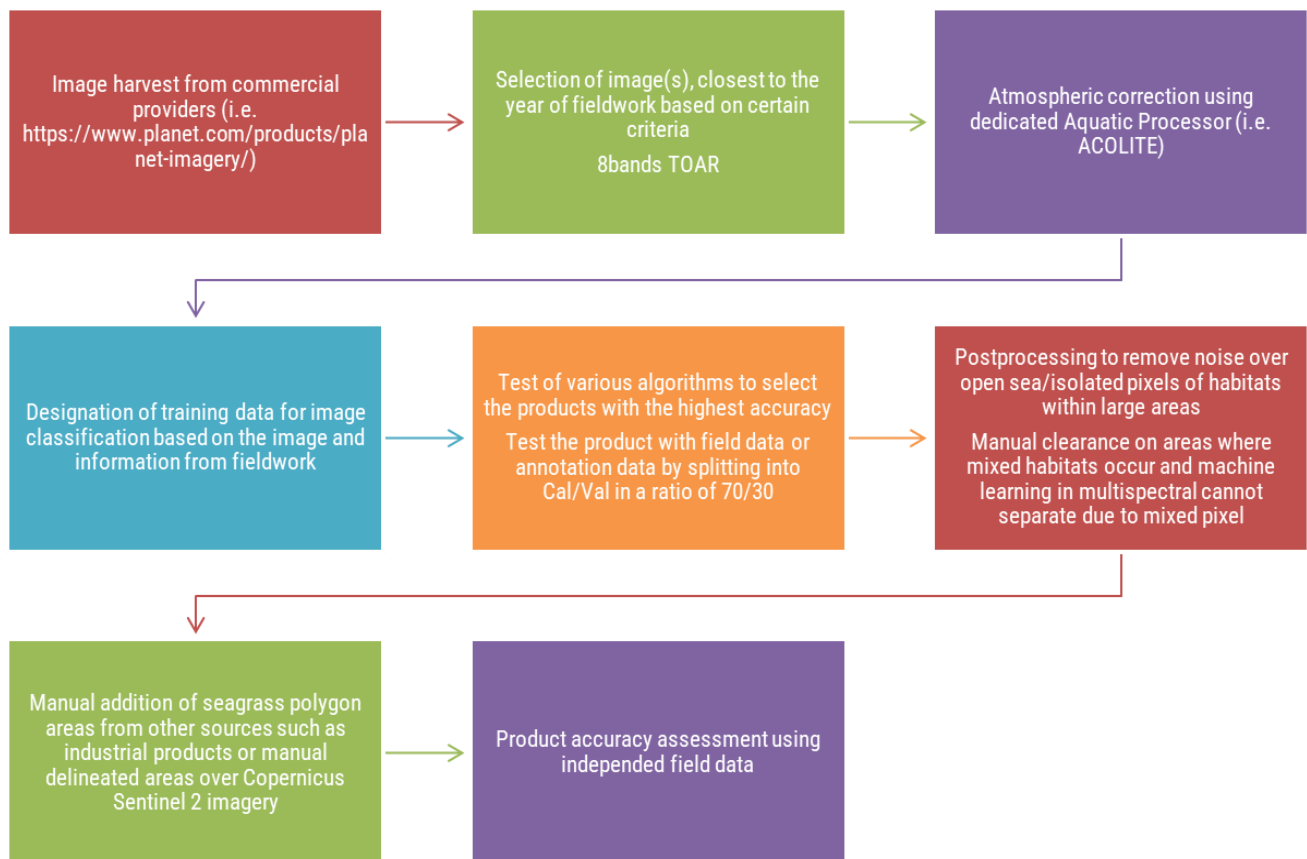 Image harvest from commercial
providers (i.e.
https://www.planet.com/products/pla
net-imagery/)
Selection of image(s), closest to the
year of fieldwork based on certain
criteria
8bands TOAR
Atmospheric correction using
dedicated Aquatic Processor (i.e.
ACOLITE)
Designation of training data for image
classification based on the image and
information from fieldwork
Test of various algorithms to select
the products with the highest accuracy
Test the product with field data or
annotation data by splitting into
Cal/Val in a ratio of 70/30
Postprocessing to remove noise over
open sea/isolated pixels of habitats
within large areas
Manual clearance on areas where
mixed habitats occur and machine
learning in multispectral cannot
separate due to mixed pixel
Manual addition of seagrass polygon
areas from other sources such as
industrial products or manual
delineated areas over Copernicus
Sentinel 2 imagery
Product accuracy assessment using
independed field data